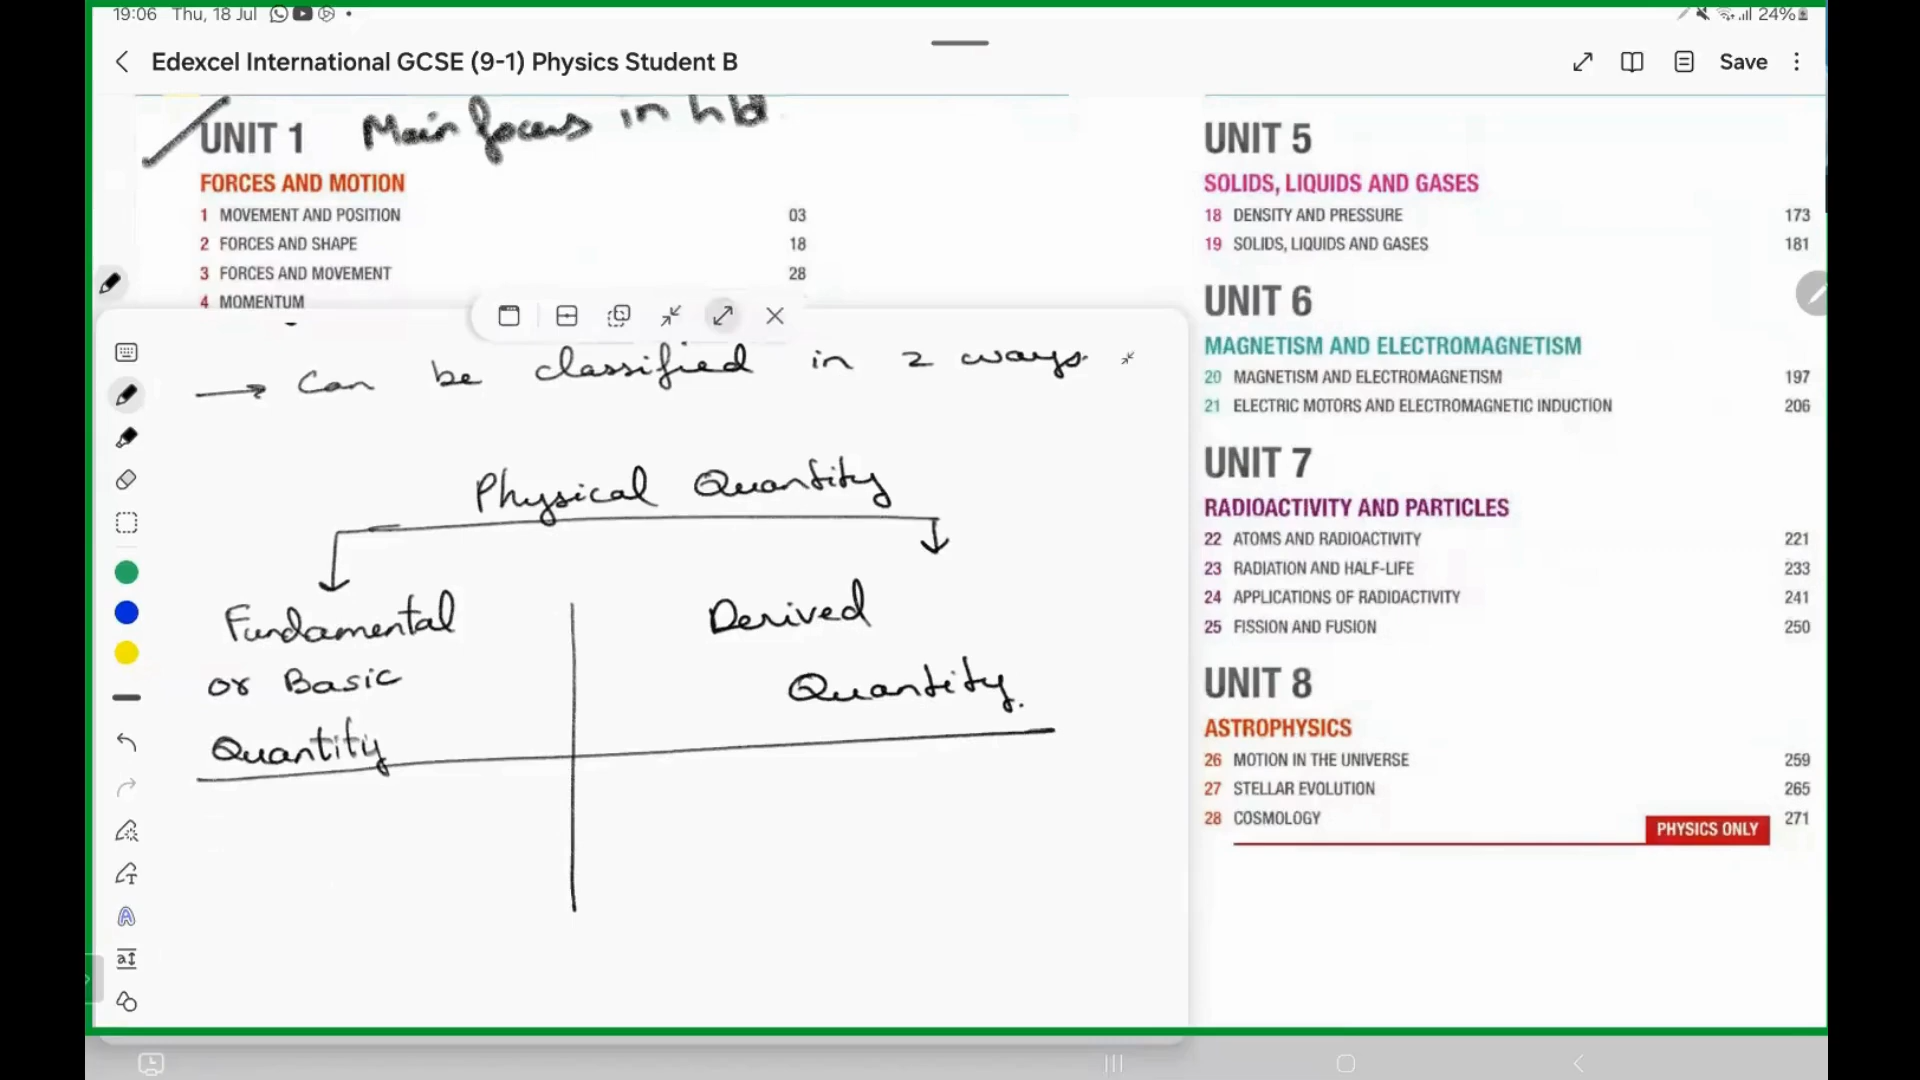 19:06 Thu, 18 Jul
24%
Edexcel International GCSE (9-1) Physics Student B
Save
UNIT 1 Main focus in
FORCES AND MOTION
1 MOVEMENT AND POSITION 03
2 FORCES AND SHAPE 18
3 FORCES AND MOVEMENT 28
4 MOMENTUM
→ Can be classified in 2 ways.
Physical Quantity
Fundamental
or Basic
Quantity
Derived
Quantity.
UNIT 5
SOLIDS, LIQUIDS AND GASES
18 DENSITY AND PRESSURE 173
19 SOLIDS, LIQUIDS AND GASES 181
UNIT 6
MAGNETISM AND ELECTROMAGNETISM
20 MAGNETISM AND ELECTROMAGNETISM 197
21 ELECTRIC MOTORS AND ELECTROMAGNETIC INDUCTION 206
UNIT 7
RADIOACTIVITY AND PARTICLES
22 ATOMS AND RADIOACTIVITY 221
23 RADIATION AND HALF-LIFE 233
24 APPLICATIONS OF RADIOACTIVITY 241
25 FISSION AND FUSION 250
UNIT 8
ASTROPHYSICS
26 MOTION IN THE UNIVERSE 259
27 STELLAR EVOLUTION 265
28 COSMOLOGY 271
PHYSICS ONLY